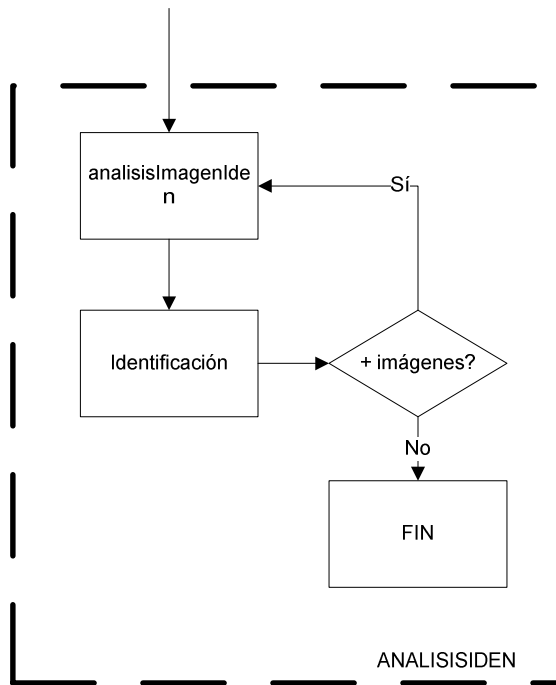 analisisImagenIde
n
Sí
Identificación
+ imágenes?
No
FIN
ANALISISIDEN